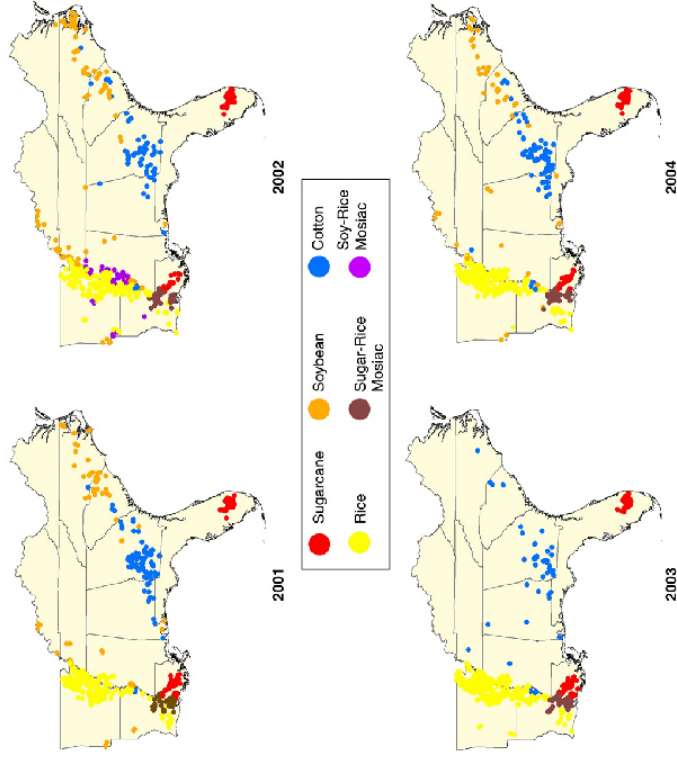 2001
2002
Sugarcane
Soybean
Cotton
Rice
Sugar-Rice
Mosiac
Soy-Rice
Mosiac
2003
2004